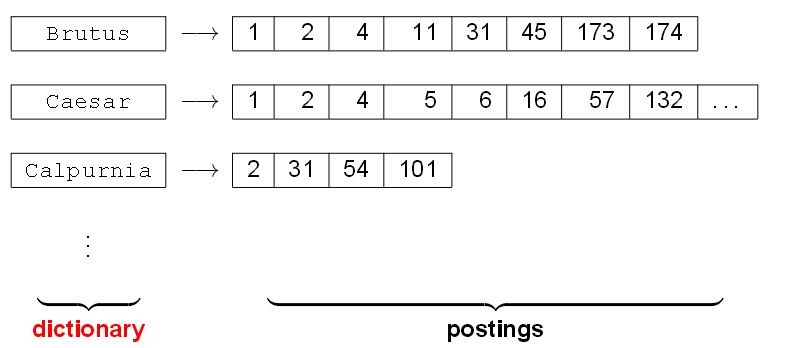 Brutus ⟶ 1 2 4 11 31 45 173 174
Caesar ⟶ 1 2 4 5 6 16 57 132 ...
Calpurnia ⟶ 2 31 54 101
⋮
dictionary postings